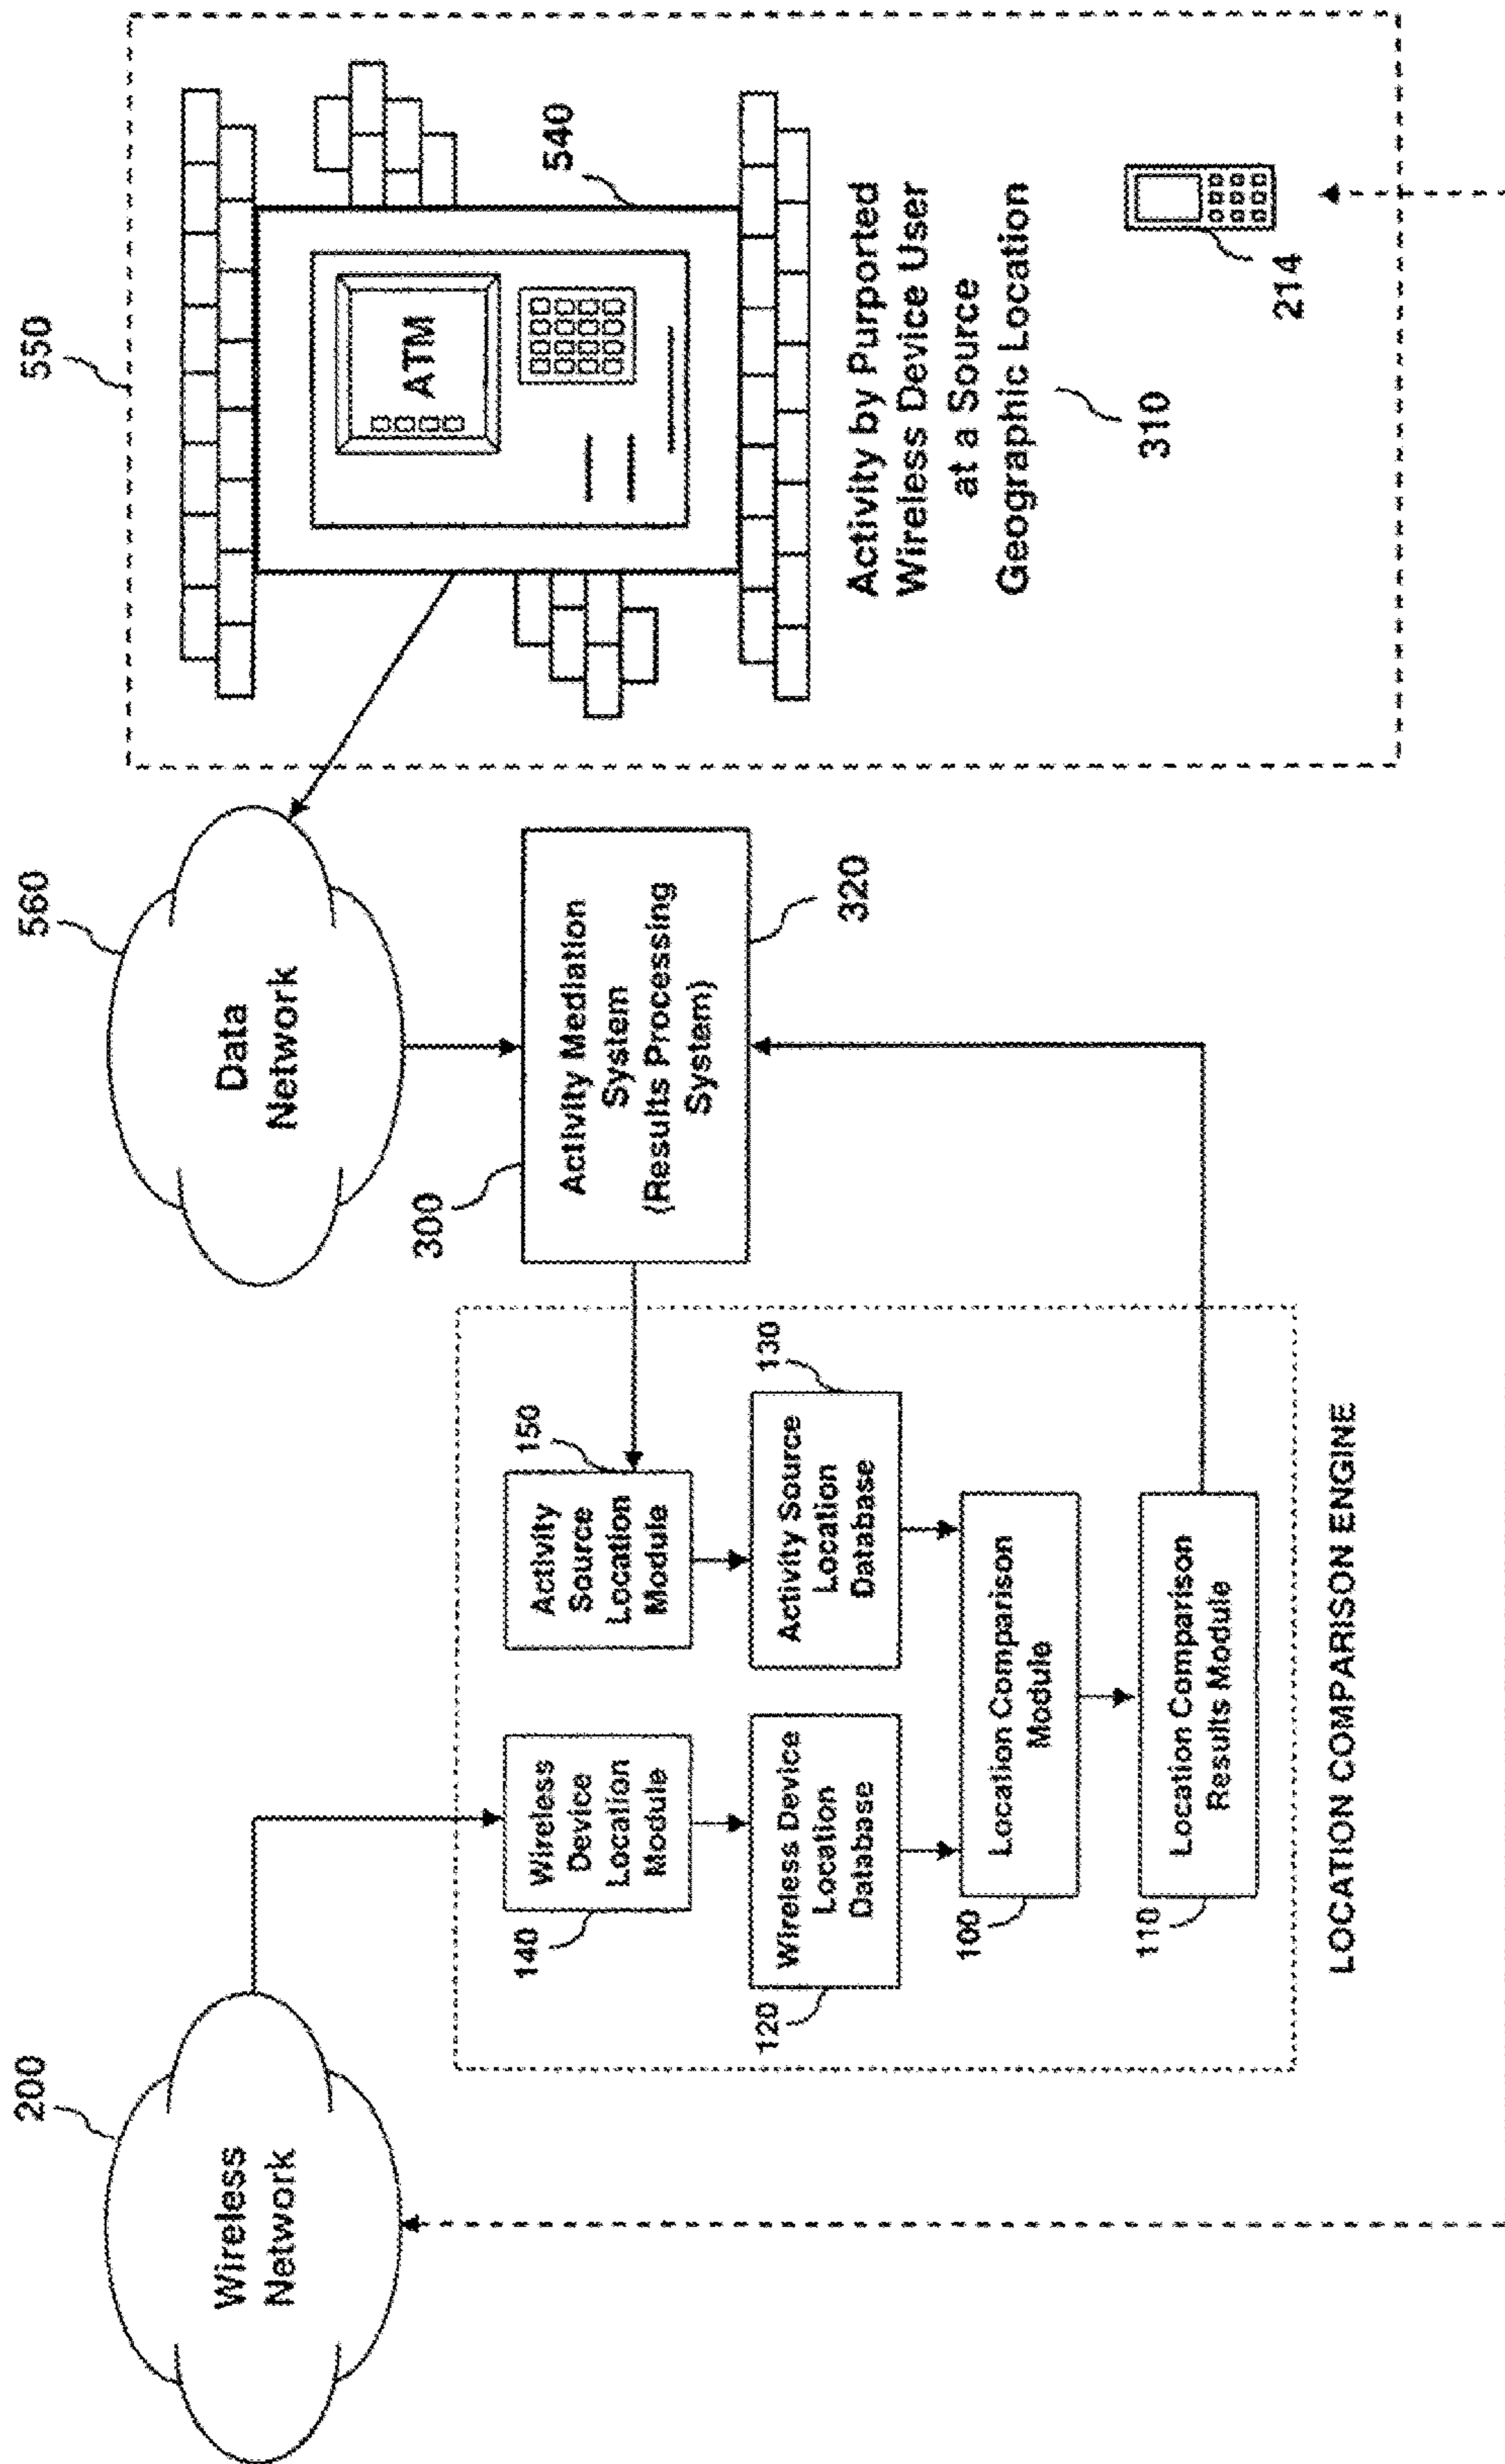 200
Wireless
Network
560
Data
Network
550
ATM
540
Activity by Purported
Wireless Device User
at a Source
Geographic Location
310
214
300
Activity Mediation
System
(Results Processing
System)
320
140
Wireless
Device
Location
Module
150
Activity
Source
Location
Module
120
Wireless Device
Location
Database
130
Activity Source
Location
Database
100
Location Comparison
Module
110
Location Comparison
Results Module
LOCATION COMPARISON ENGINE